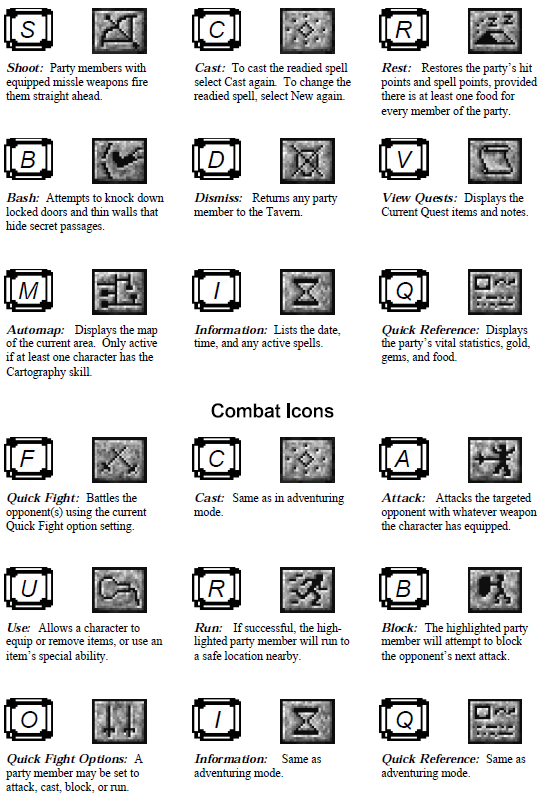 S
C
R
Shoot: Party members with
equipped missle weapons fire
them straight ahead.
Cast: To cast the readied spell
select Cast again. To change the
readied spell, select New again.
Rest: Restores the party's hit
points and spell points, provided
there is at least one food for
every member of the party.
B
D
V
Bash: Attempts to knock down
locked doors and thin walls that
hide secret passages.
Dismiss: Returns any party
member to the Tavern.
View Quests: Displays the
Current Quest items and notes.
M
I
Q
Automap: Displays the map
of the current area. Only active
if at least one character has the
Cartography skill.
Information: Lists the date,
time, and any active spells.
Quick Reference: Displays
the party's vital statistics, gold,
gems, and food.
Combat Icons
F
C
A
Quick Fight: Battles the
opponent(s) using the current
Quick Fight option setting.
Cast: Same as in adventuring
mode.
Attack: Attacks the targeted
opponent with whatever weapon
the character has equipped.
U
R
B
Use: Allows a character to
equip or remove items, or use an
item's special ability.
Run: If successful, the high-
lighted party member will run to
a safe location nearby.
Block: The highlighted party
member will attempt to block
the opponent's next attack.
O
I
Q
Quick Fight Options: A
party member may be set to
attack, cast, block, or run.
Information: Same as
adventuring mode.
Quick Reference: Same as
adventuring mode.